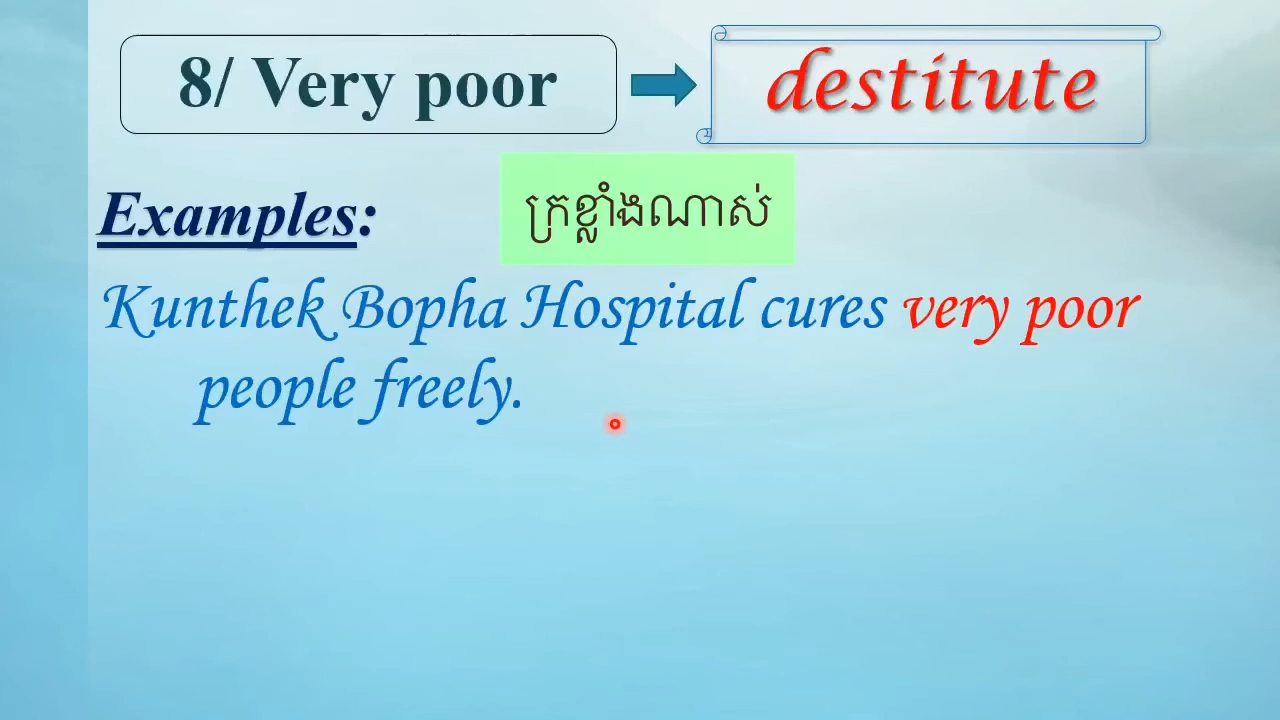 8/ Very poor
destitute
Examples:
ក្រខ្លាំងណាស់
Kunthek Bopha Hospital cures very poor
people freely.